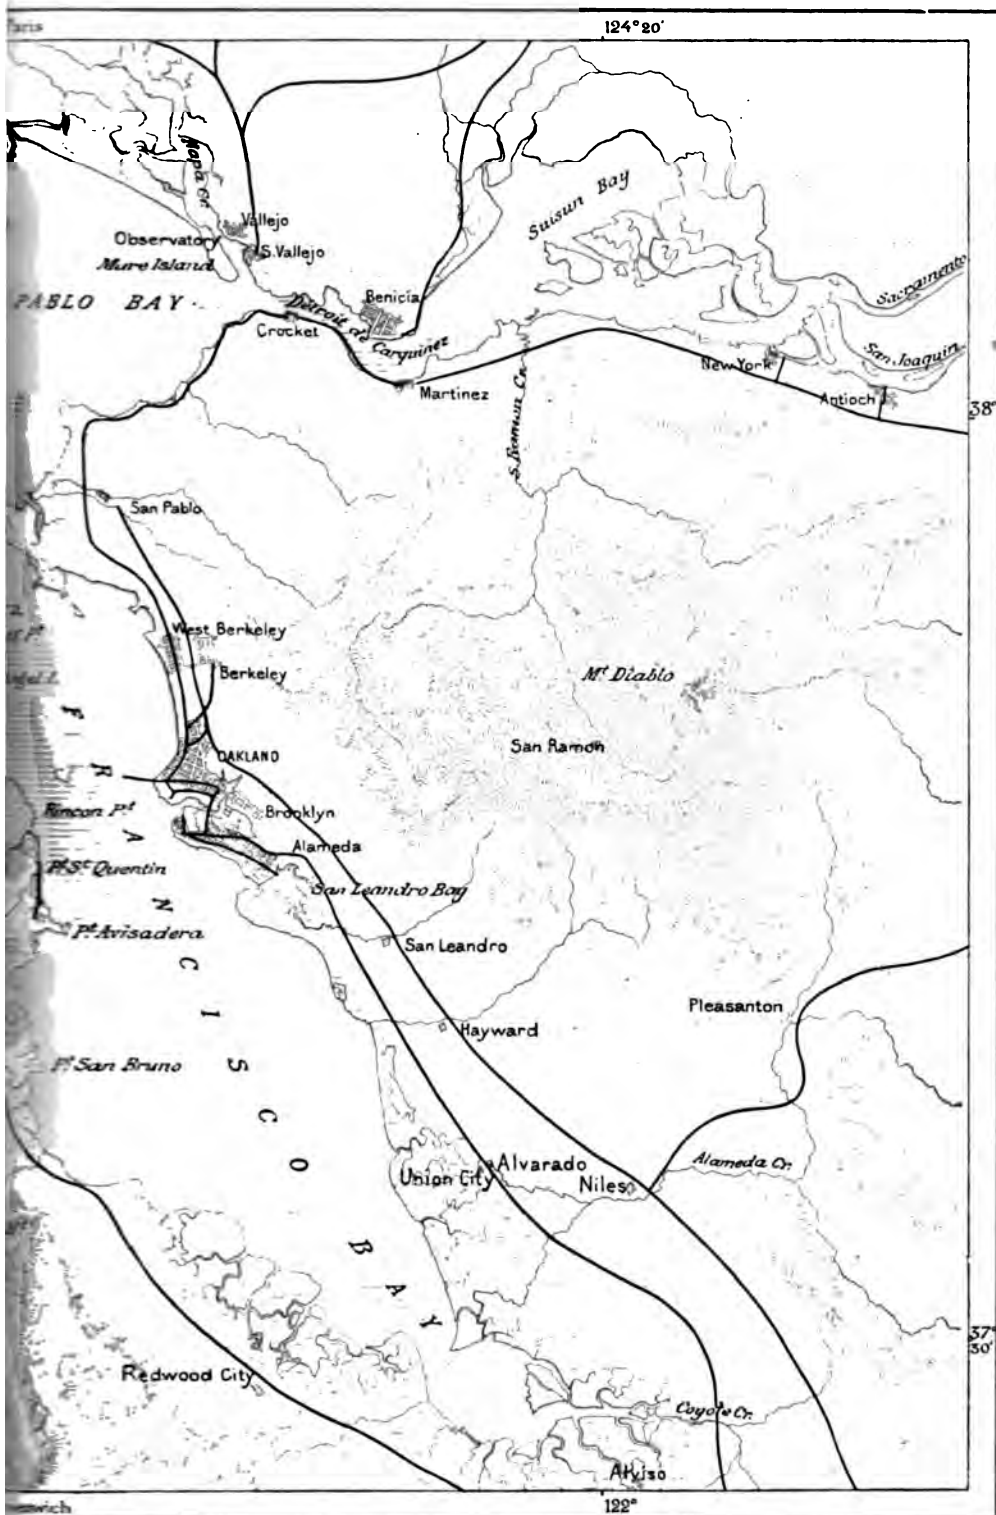 124°20'
Napa Cr.
Vallejo
Observatory
S. Vallejo
Mure Island
Suisun Bay
PABLO BAY
Benicia
Détroit de Carquinez
Crocket
Martinez
Sacramento
San Joaquin
New York
Antioch
38°
S. Ramon Cr.
San Pablo
West Berkeley
Berkeley
Mt Diablo
San Ramon
OAKLAND
Rincon Pt
Brooklyn
Alameda
Pt St Quentin
San Leandro Bay
Pt Avisadera
San Leandro
Pleasanton
Hayward
Pt San Bruno
FRANCISCO BAY
Alvarado
Union City
Niles
Alameda Cr.
37°
30'
Redwood City
Coyote Cr.
Alviso
122°